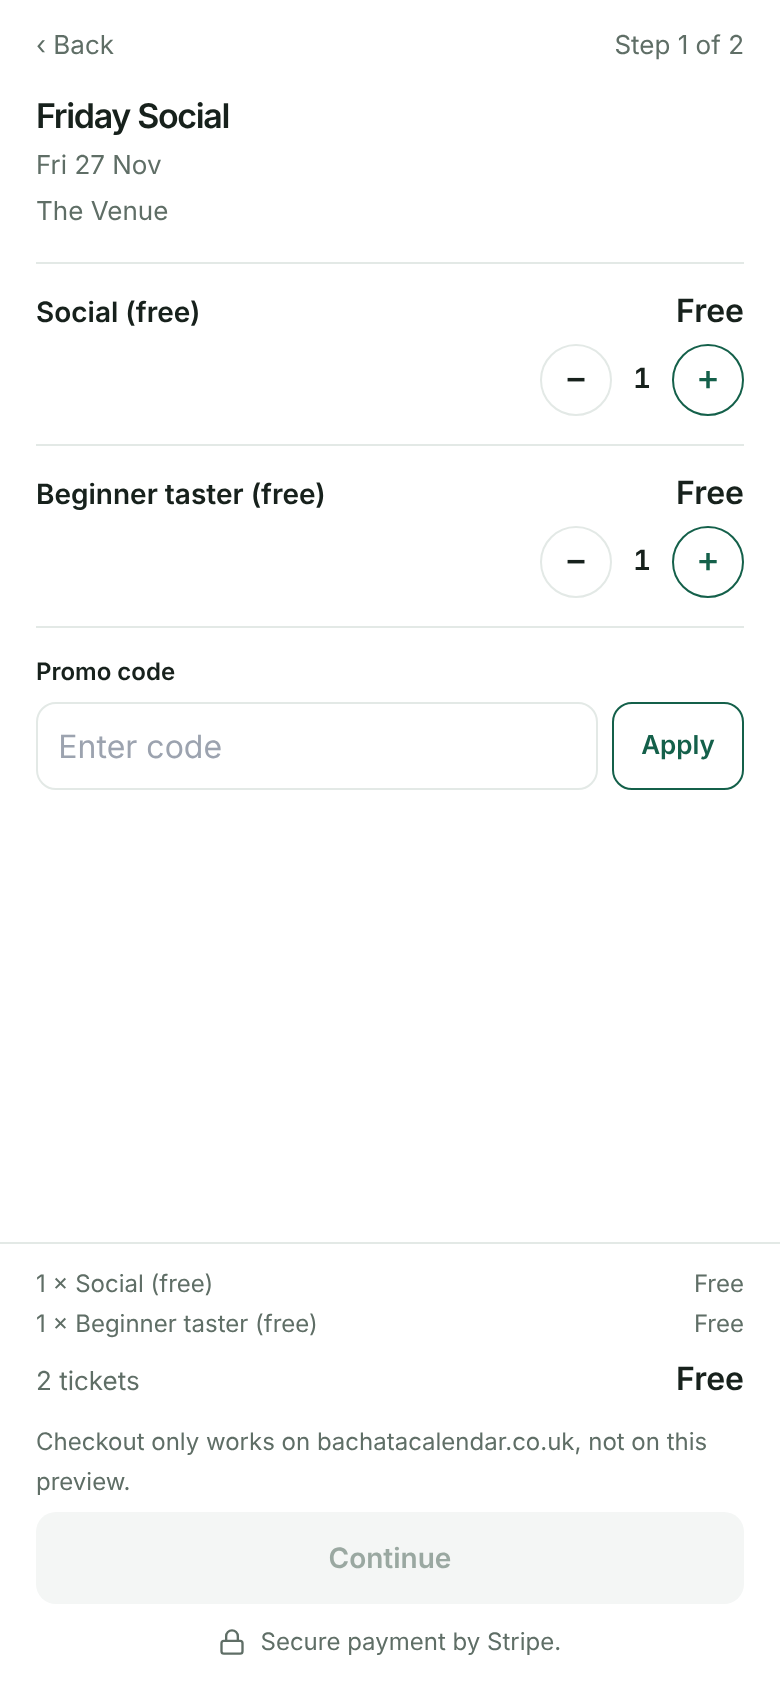 ‹ Back
Step 1 of 2
Friday Social
Fri 27 Nov
The Venue
Social (free)
Free
− 1 +
Beginner taster (free)
Free
− 1 +
Promo code
Enter code
Apply
1 × Social (free)
Free
1 × Beginner taster (free)
Free
2 tickets
Free
Checkout only works on bachatacalendar.co.uk, not on this
preview.
Continue
Secure payment by Stripe.